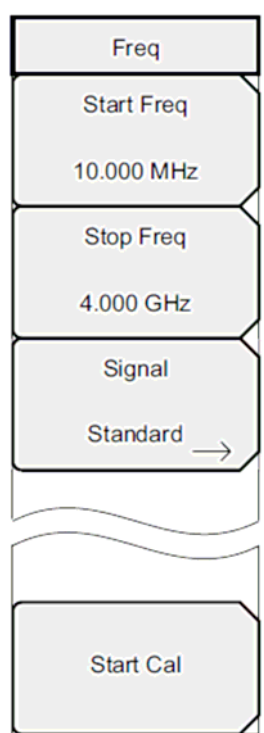 Freq
Start Freq
10.000 MHz
Stop Freq
4.000 GHz
Signal
Standard
Start Cal